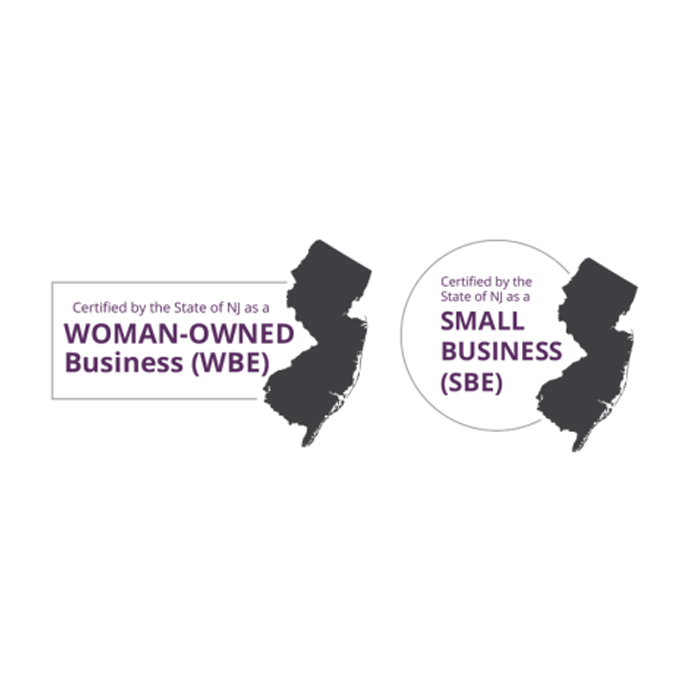 Certified by the State of NJ as a
WOMAN-OWNED
Business (WBE)
Certified by the
State of NJ as a
SMALL
BUSINESS
(SBE)